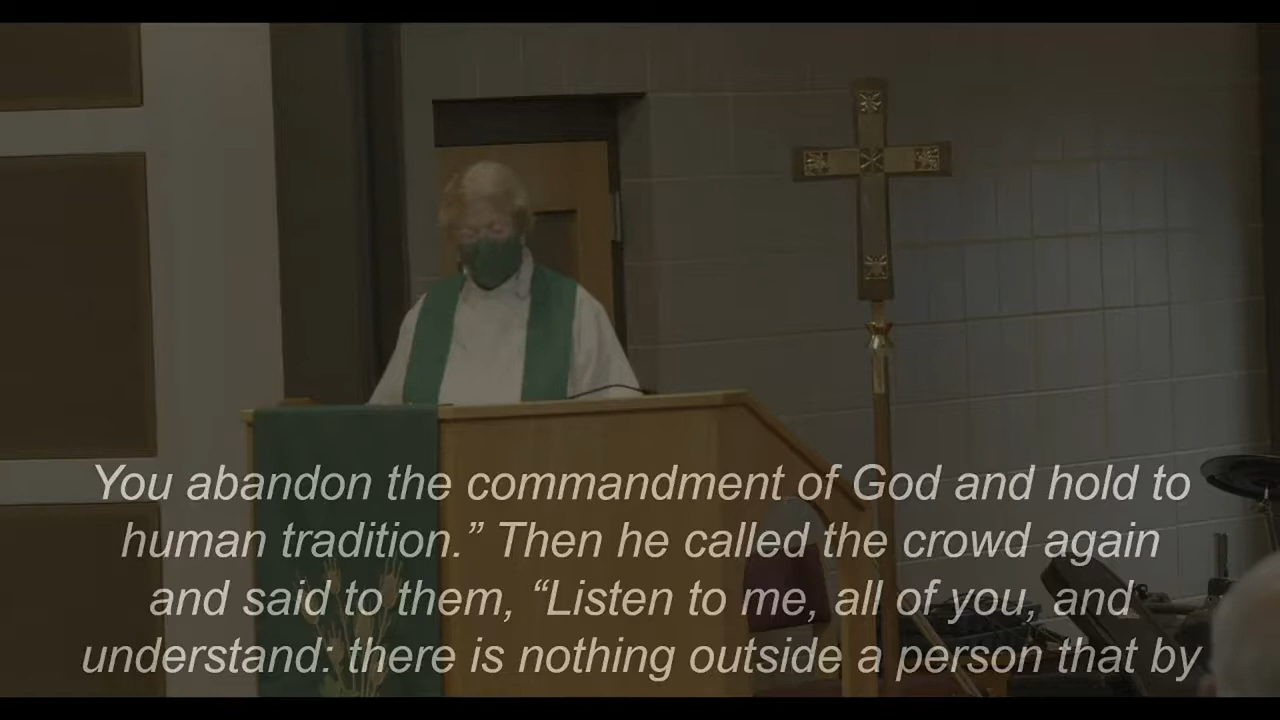 You abandon the commandment of God and hold to
human tradition.” Then he called the crowd again
and said to them, “Listen to me, all of you, and
understand: there is nothing outside a person that by